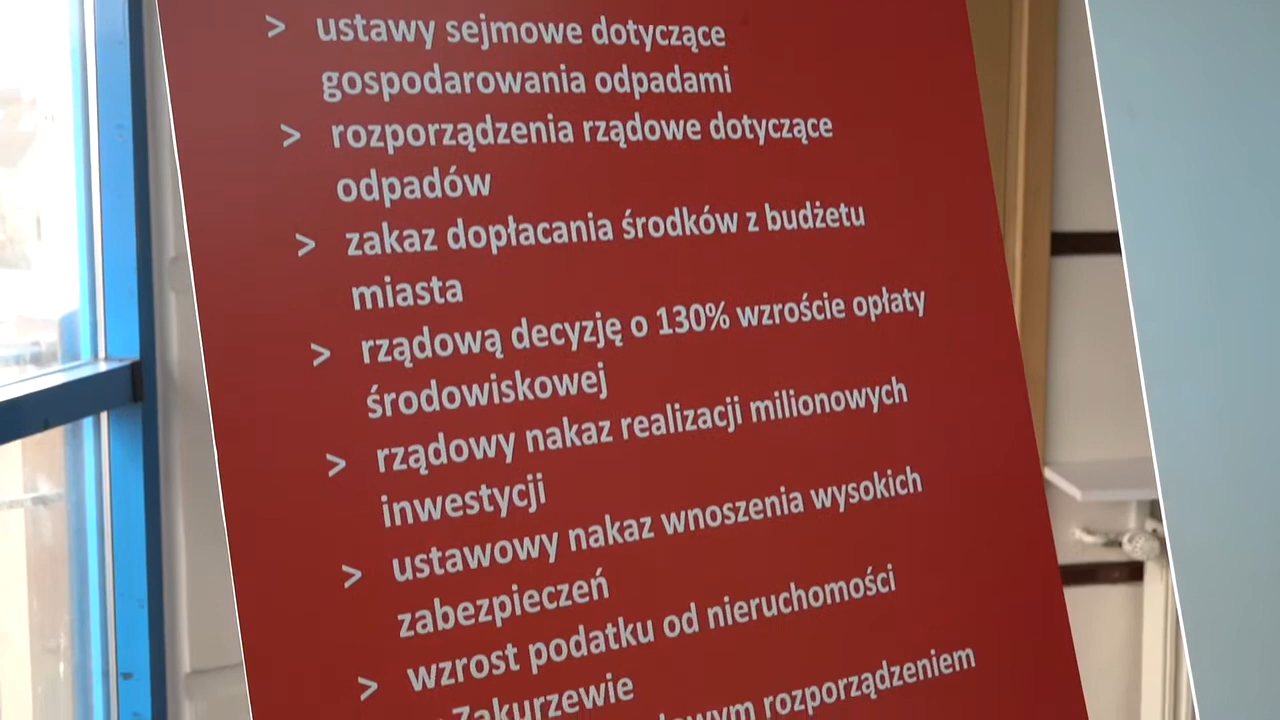 > ustawy sejmowe dotyczące
gospodarowania odpadami
> rozporządzenia rządowe dotyczące
odpadów
> zakaz dopłacania środków z budżetu
miasta
> rządową decyzję o 130% wzroście opłaty
środowiskowej
> rządowy nakaz realizacji milionowych
inwestycji
> ustawowy nakaz wnoszenia wysokich
zabezpieczeń
> wzrost podatku od nieruchomości
Zakurzewie
rozporządzeniem